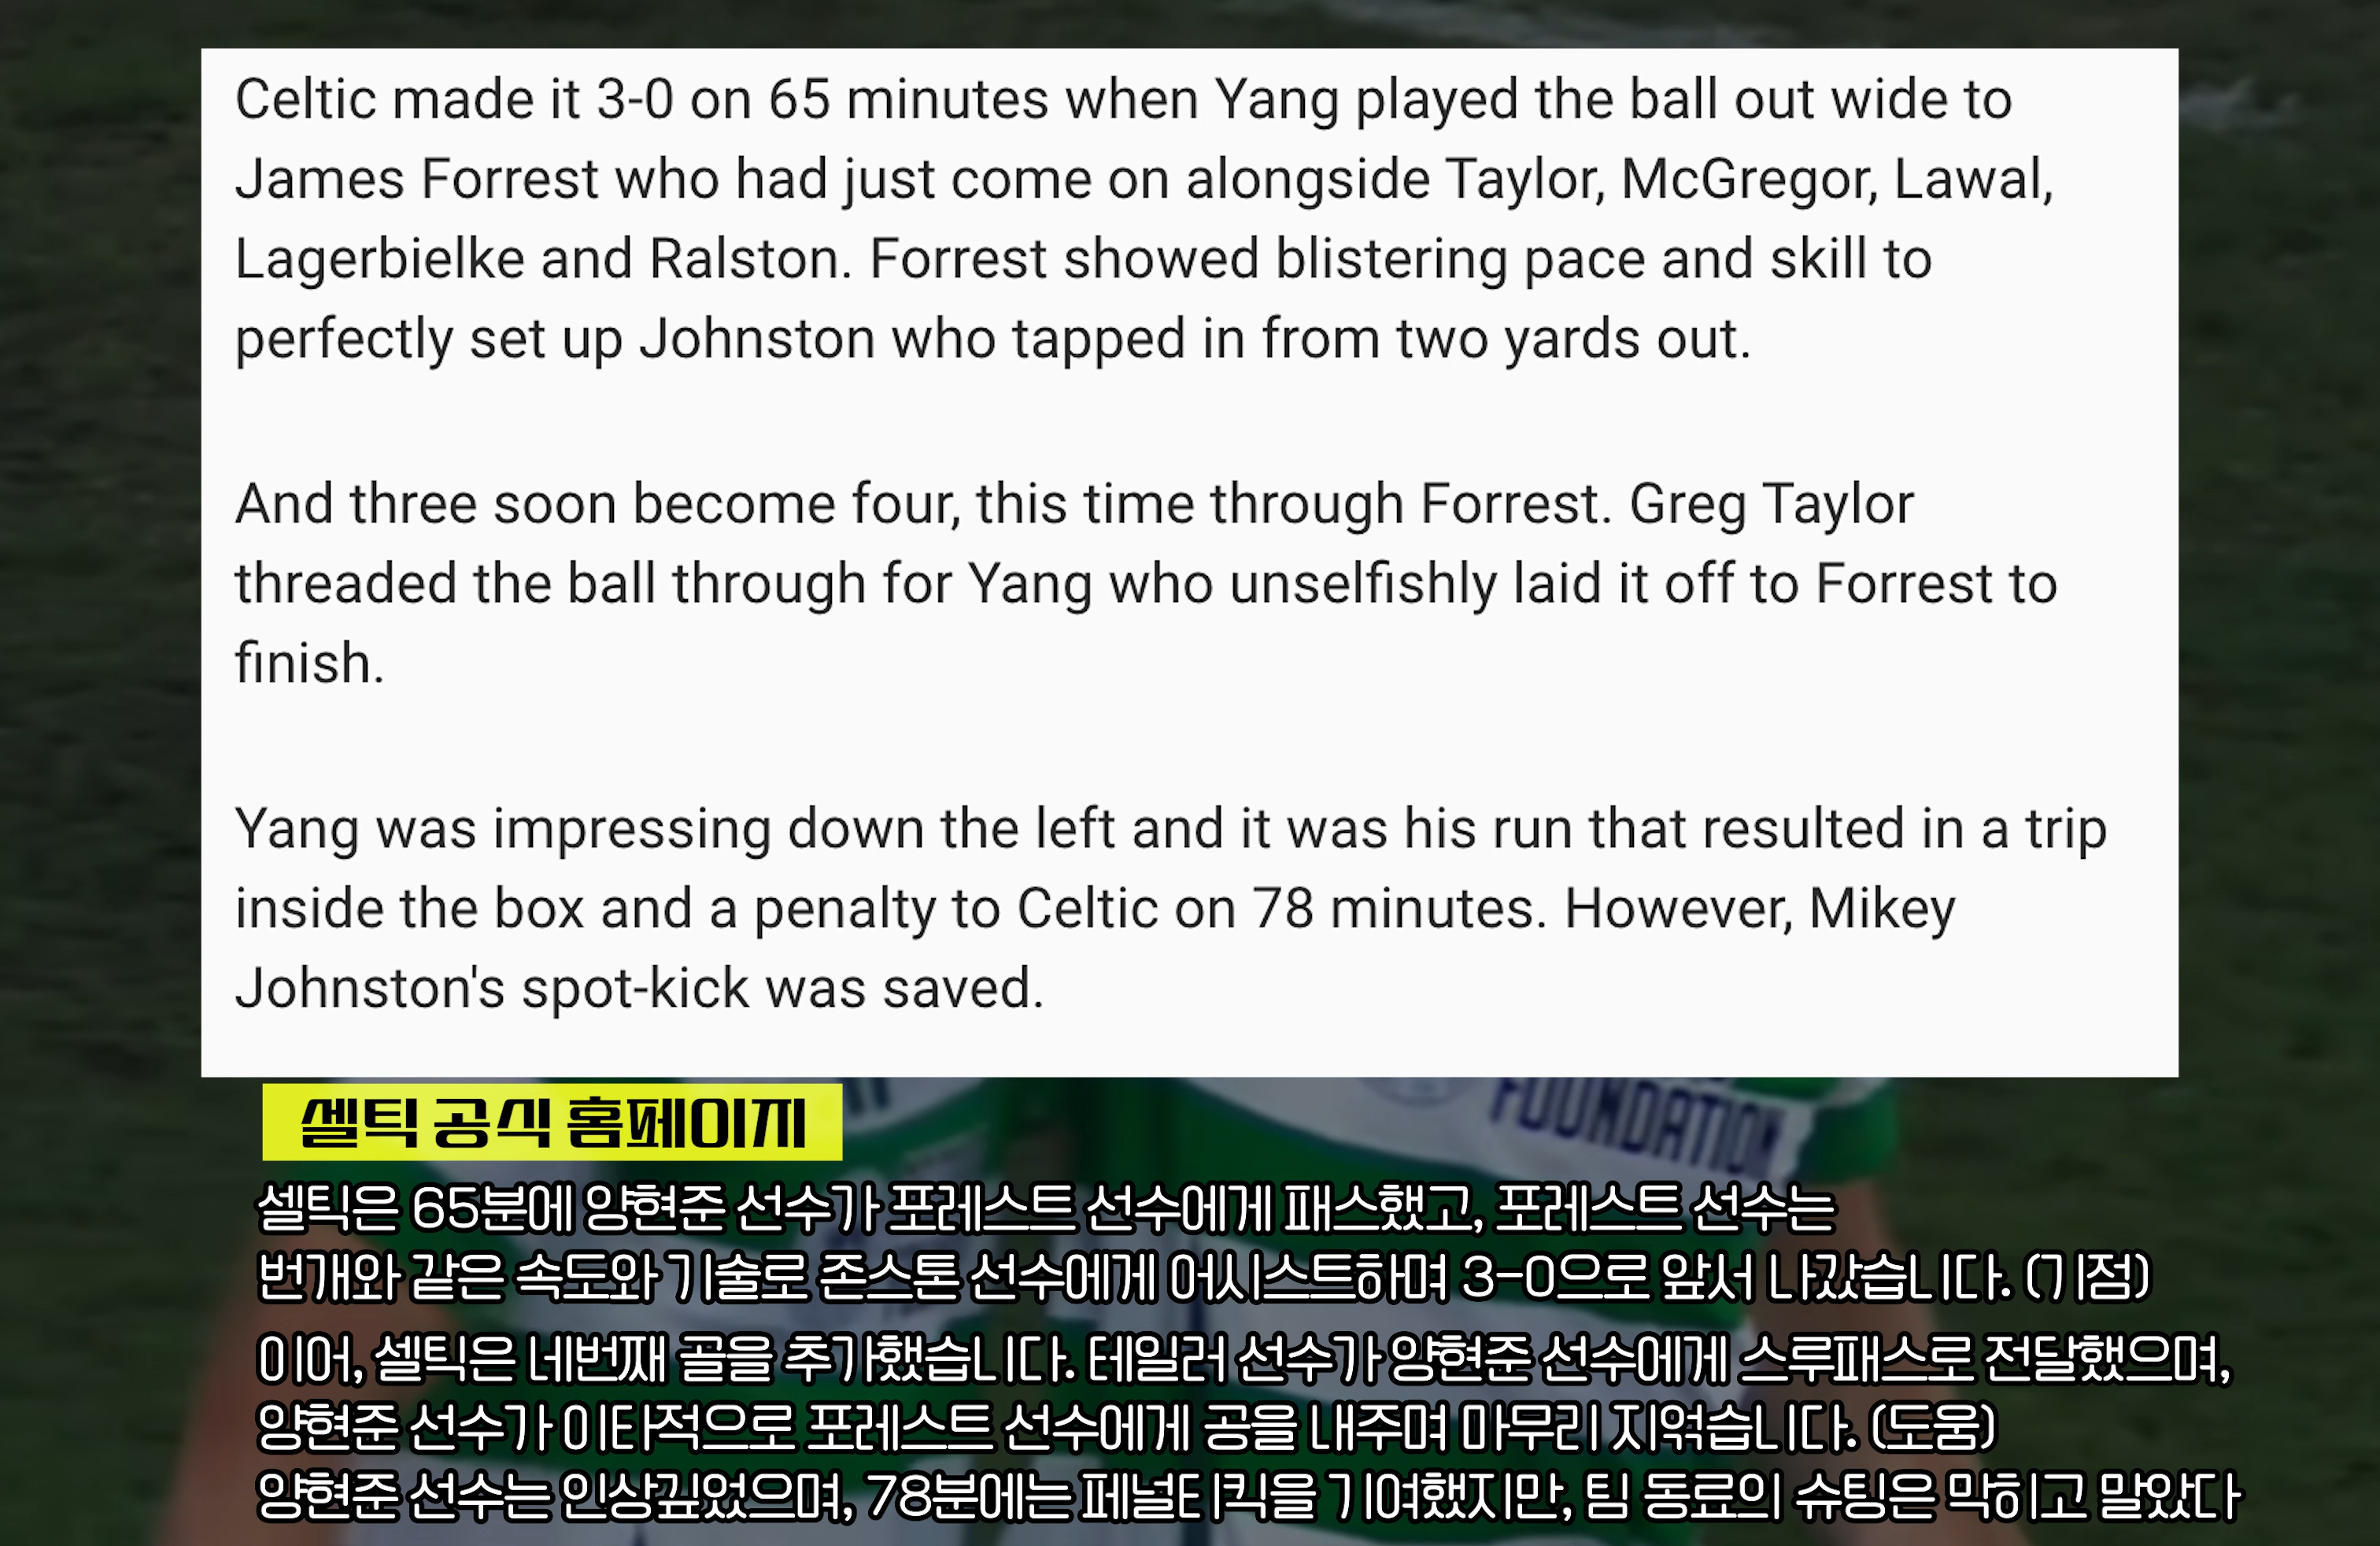 Celtic made it 3-0 on 65 minutes when Yang played the ball out wide to
James Forrest who had just come on alongside Taylor, McGregor, Lawal,
Lagerbielke and Ralston. Forrest showed blistering pace and skill to
perfectly set up Johnston who tapped in from two yards out.
And three soon become four, this time through Forrest. Greg Taylor
threaded the ball through for Yang who unselfishly laid it off to Forrest to
finish.
Yang was impressing down the left and it was his run that resulted in a trip
inside the box and a penalty to Celtic on 78 minutes. However, Mikey
Johnston's spot-kick was saved.
FOUNDATION
셀틱 공식 홈페이지
셀틱은 65분에 양현준 선수가 포레스트 선수에게 패스했고, 포레스트 선수는
번개와 같은 속도와 기술로 존스톤 선수에게 어시스트하며 3-0으로 앞서 나갔습니다. (기점)
이어, 셀틱은 네번째 골을 추가했습니다. 테일러 선수가 양현준 선수에게 스루패스로 전달했으며,
양현준 선수가 이타적으로 포레스트 선수에게 공을 내주며 마무리 지었습니다. (도움)
양현준 선수는 인상깊었으며, 78분에는 페널티킥을 기여했지만, 팀 동료의 슈팅은 막히고 말았다